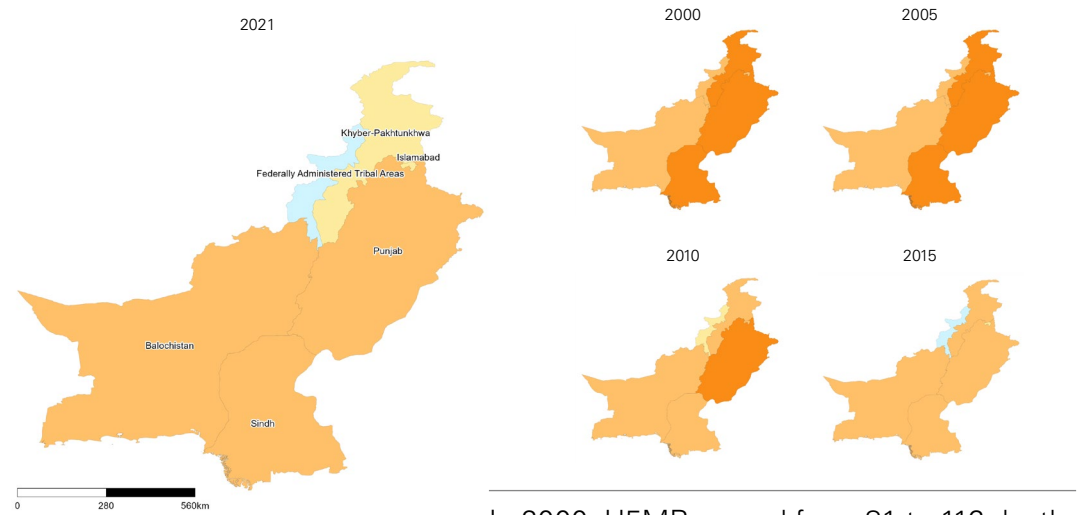 2021
Khyber-Pakhtunkhwa
Islamabad
Federally Administered Tribal Areas
Punjab
Balochistan
Sindh
0 280 560km
2000
2005
2010
2015